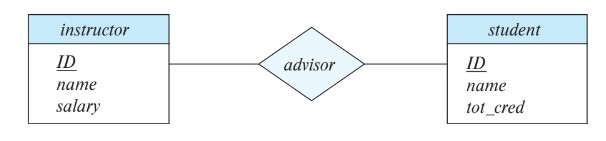 instructor
ID
name
salary
advisor
student
ID
name
tot_cred